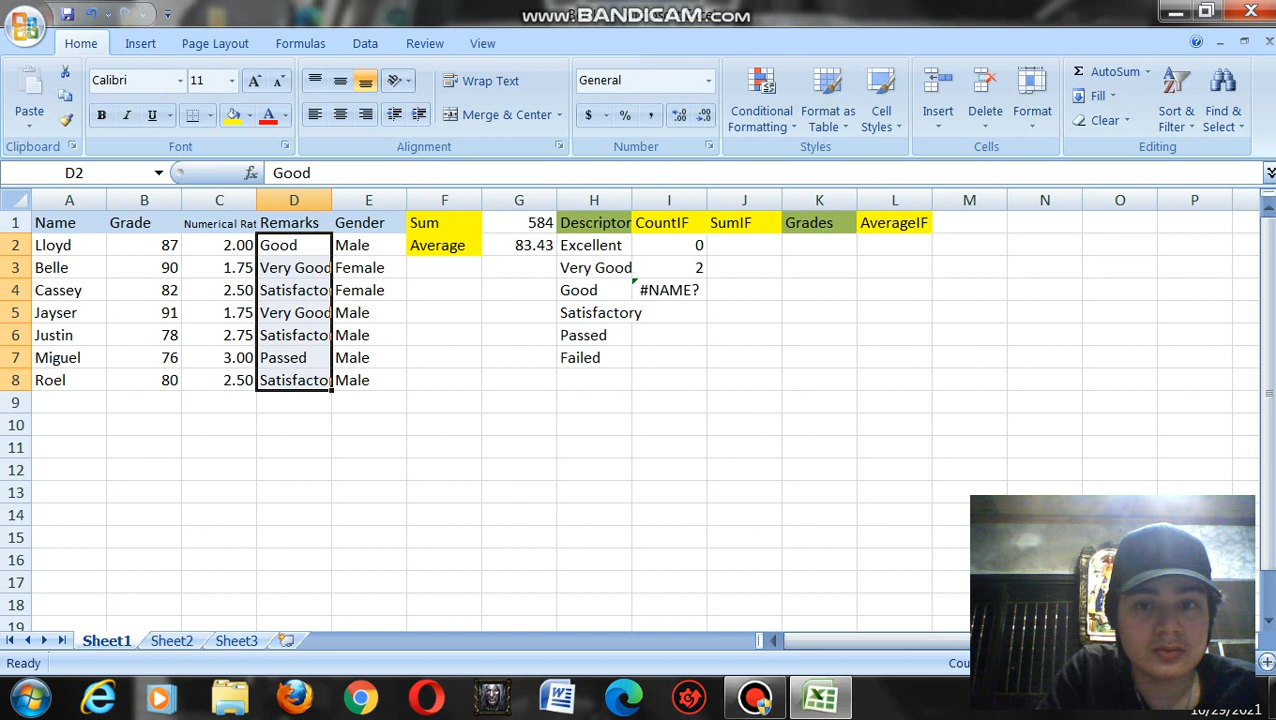 www.BANDICAM.com
Home Insert Page Layout Formulas Data Review View
Calibri 11 Wrap Text General Σ AutoSum
Paste B I U A Merge & Center $ % , Conditional Formatting Format as Table Cell Styles Insert Delete Format Fill Clear Sort & Filter Find & Select
Clipboard Font Alignment Number Styles Cells Editing
D2 fx Good
A B C D E F G H I J K L M N O P
1 Name Grade Numerical Rat Remarks Gender Sum 584 Descriptor CountIF SumIF Grades AverageIF
2 Lloyd 87 2.00 Good Male Average 83.43 Excellent 0
3 Belle 90 1.75 Very Good Female Very Good 2
4 Cassey 82 2.50 Satisfacto Female Good #NAME?
5 Jayser 91 1.75 Very Good Male Satisfactory
6 Justin 78 2.75 Satisfacto Male Passed
7 Miguel 76 3.00 Passed Male Failed
8 Roel 80 2.50 Satisfacto Male
9
10
11
12
13
14
15
16
17
18
19
Sheet1 Sheet2 Sheet3
Ready Cou
10/29/2021